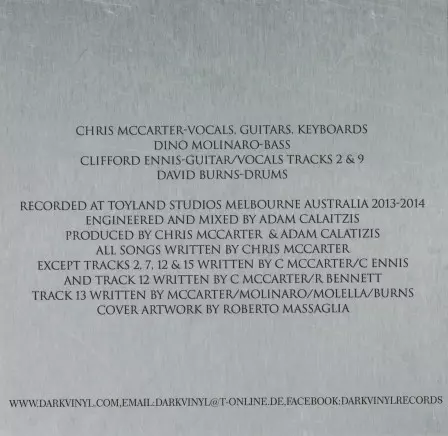 CHRIS MCCARTER-VOCALS, GUITARS, KEYBOARDS
DINO MOLINARO-BASS
CLIFFORD ENNIS-GUITAR/VOCALS TRACKS 2 & 9
DAVID BURNS-DRUMS
RECORDED AT TOYLAND STUDIOS MELBOURNE AUSTRALIA 2013-2014
ENGINEERED AND MIXED BY ADAM CALAITZIS
PRODUCED BY CHRIS MCCARTER & ADAM CALATIZIS
ALL SONGS WRITTEN BY CHRIS MCCARTER
EXCEPT TRACKS 2, 7, 12 & 15 WRITTEN BY C MCCARTER/C ENNIS
AND TRACK 12 WRITTEN BY C MCCARTER/R BENNETT
TRACK 13 WRITTEN BY MCCARTER/MOLINARO/MOLELLA/BURNS
COVER ARTWORK BY ROBERTO MASSAGLIA
WWW.DARKVINYL.COM,EMAIL:DARKVINYL@T-ONLINE.DE,FACEBOOK:DARKVINYLRECORDS